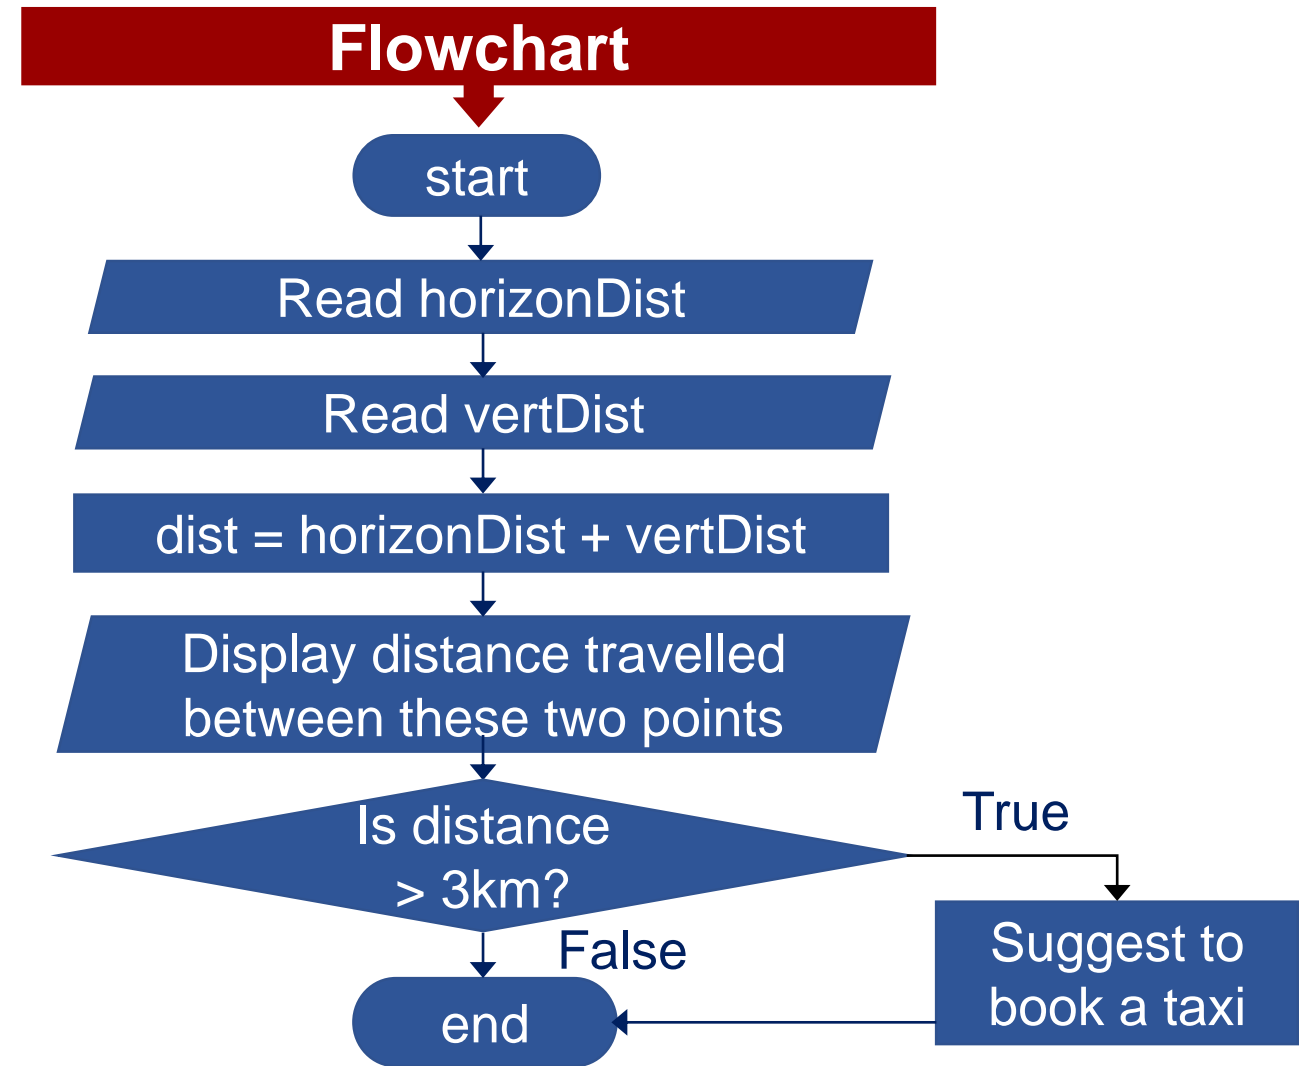 Flowchart
start
Read horizonDist
Read vertDist
dist = horizonDist + vertDist
Display distance travelled
between these two points
Is distance
> 3km?
True
False
Suggest to
book a taxi
end